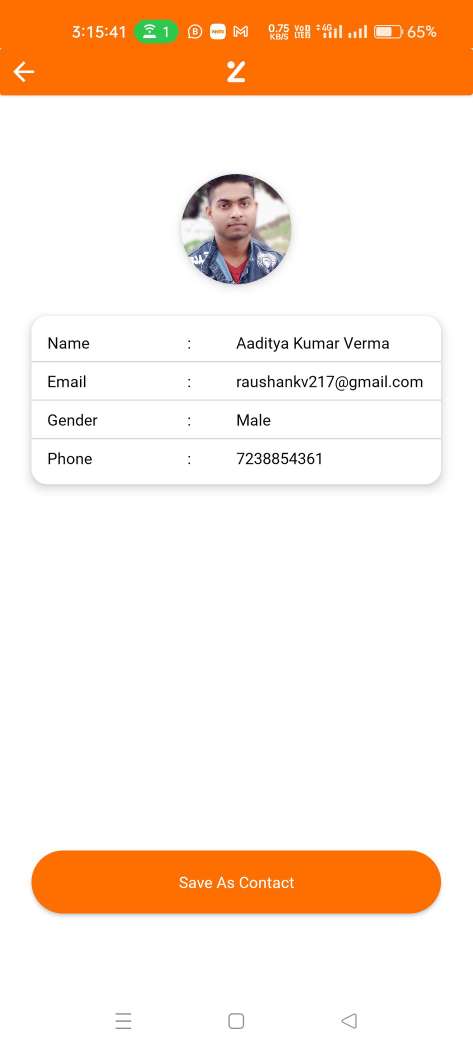 3:15:41 1 B 0.75 KB/S Vo) LTE 4G 65%
Name : Aaditya Kumar Verma
Email : raushankv217@gmail.com
Gender : Male
Phone : 7238854361
Save As Contact